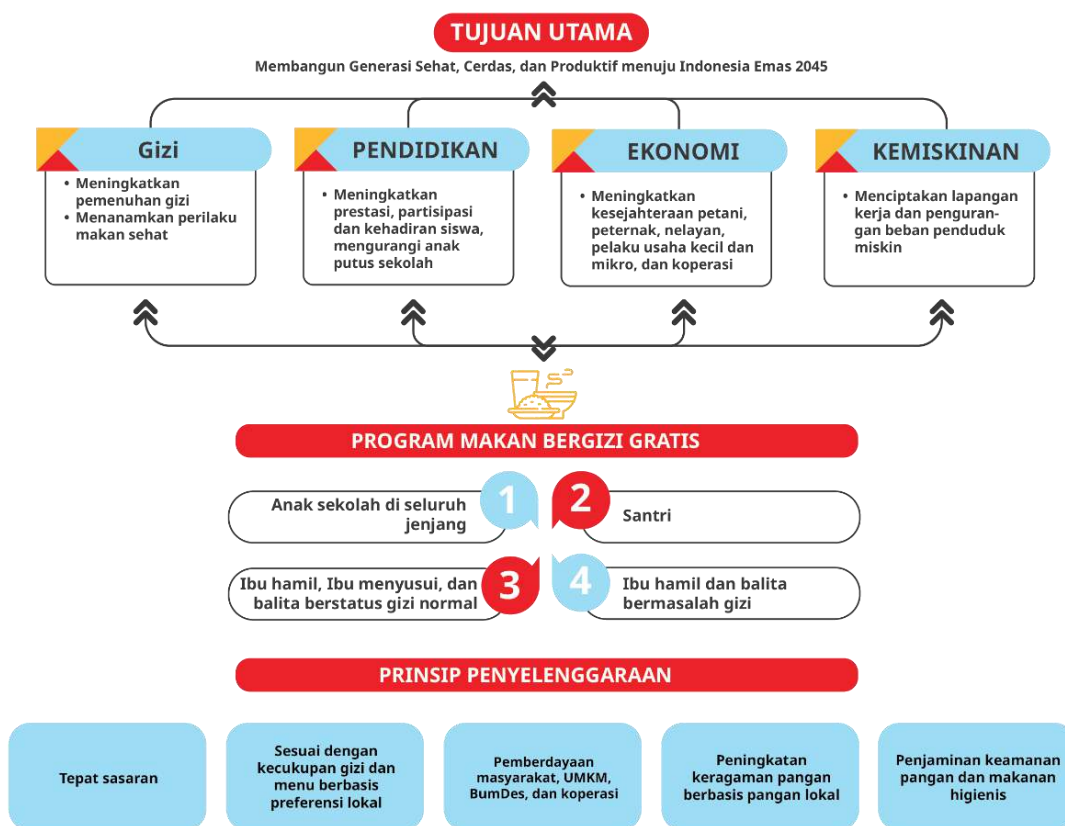 TUJUAN UTAMA
Membangun Generasi Sehat, Cerdas, dan Produktif menuju Indonesia Emas 2045
Gizi
• Meningkatkan
pemenuhan gizi
• Menanamkan perilaku
makan sehat
PENDIDIKAN
• Meningkatkan
prestasi, partisipasi
dan kehadiran siswa,
mengurangi anak
putus sekolah
EKONOMI
• Meningkatkan
kesejahteraan petani,
peternak, nelayan,
pelaku usaha kecil dan
mikro, dan koperasi
KEMISKINAN
• Menciptakan lapangan
kerja dan penguran-
gan beban penduduk
miskin
PROGRAM MAKAN BERGIZI GRATIS
1
Anak sekolah di seluruh
jenjang
2
Santri
3
Ibu hamil, Ibu menyusui, dan
balita berstatus gizi normal
4
Ibu hamil dan balita
bermasalah gizi
PRINSIP PENYELENGGARAAN
Tepat sasaran
Sesuai dengan
kecukupan gizi dan
menu berbasis
preferensi lokal
Pemberdayaan
masyarakat, UMKM,
BumDes, dan koperasi
Peningkatan
keragaman pangan
berbasis pangan lokal
Penjaminan keamanan
pangan dan makanan
higienis